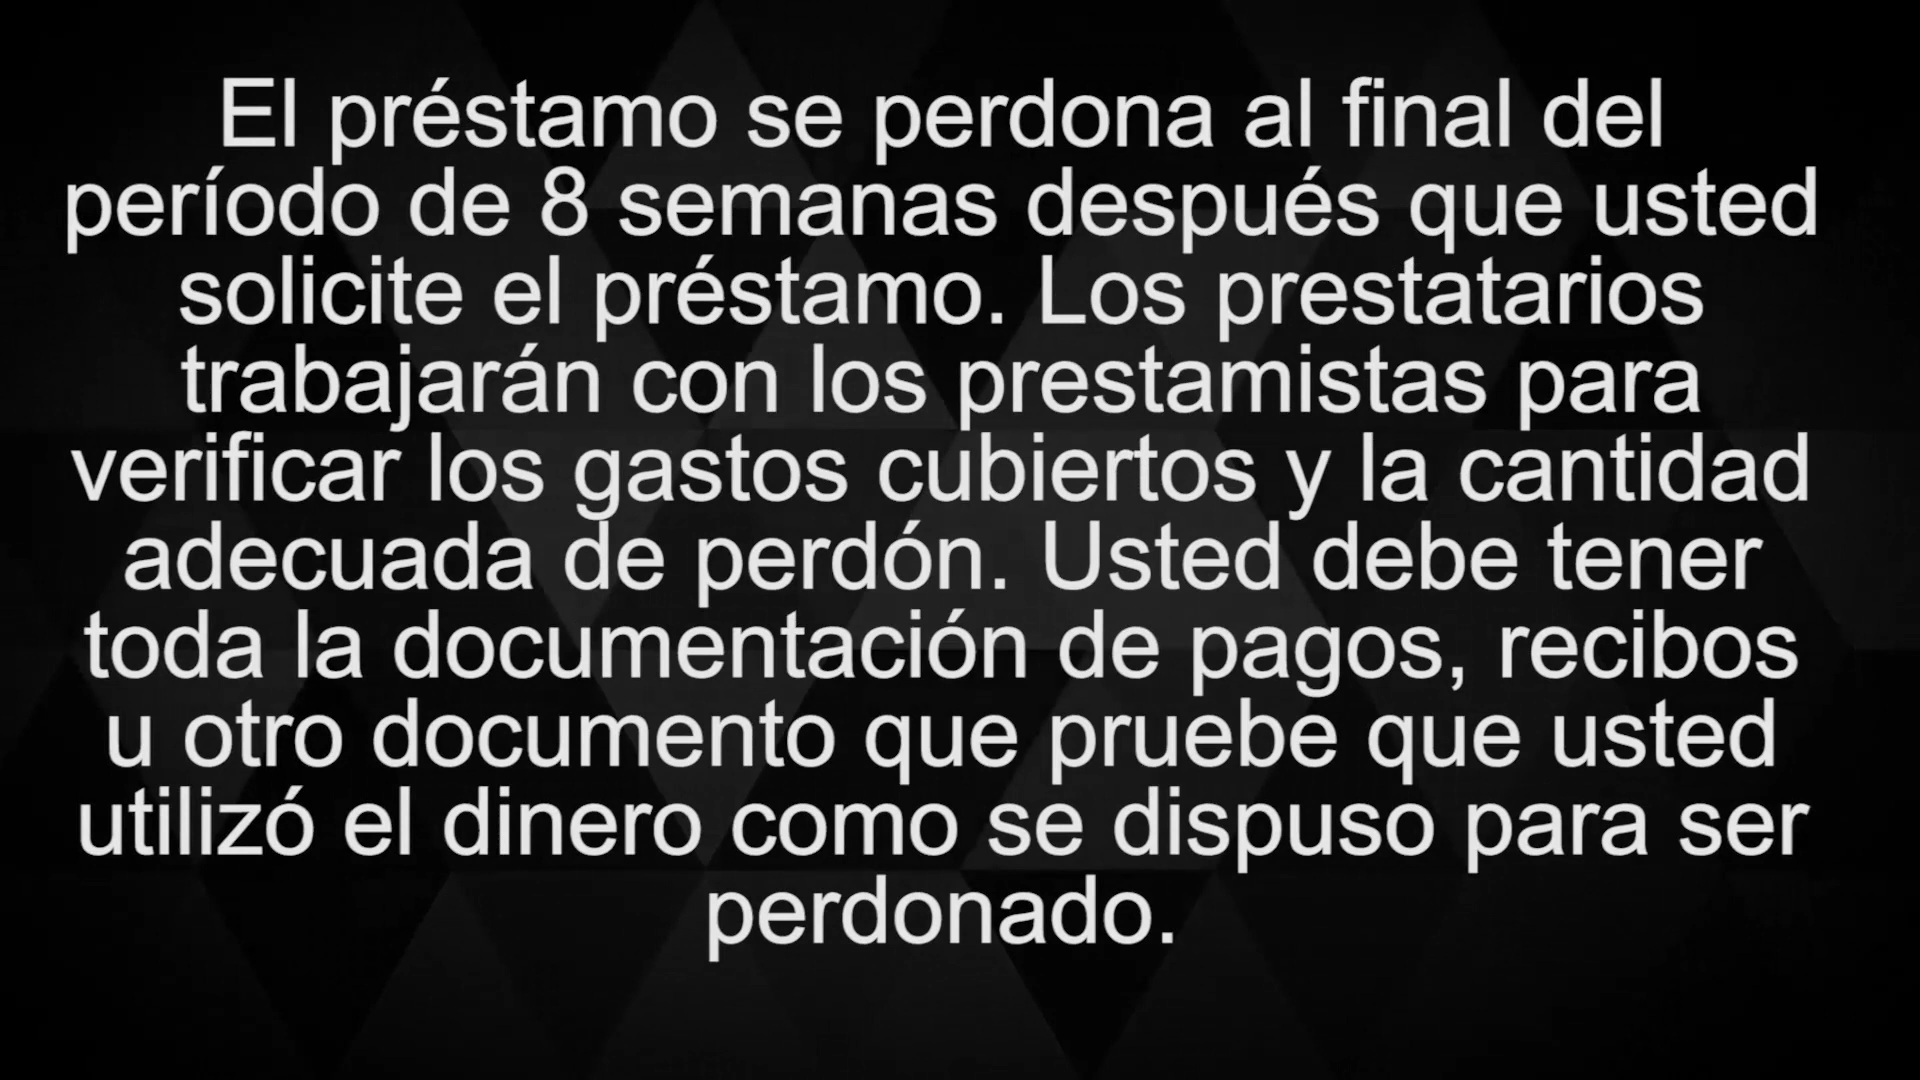 El préstamo se perdona al final del
período de 8 semanas después que usted
solicite el préstamo. Los prestatarios
trabajarán con los prestamistas para
verificar los gastos cubiertos y la cantidad
adecuada de perdón. Usted debe tener
toda la documentación de pagos, recibos
u otro documento que pruebe que usted
utilizó el dinero como se dispuso para ser
perdonado.